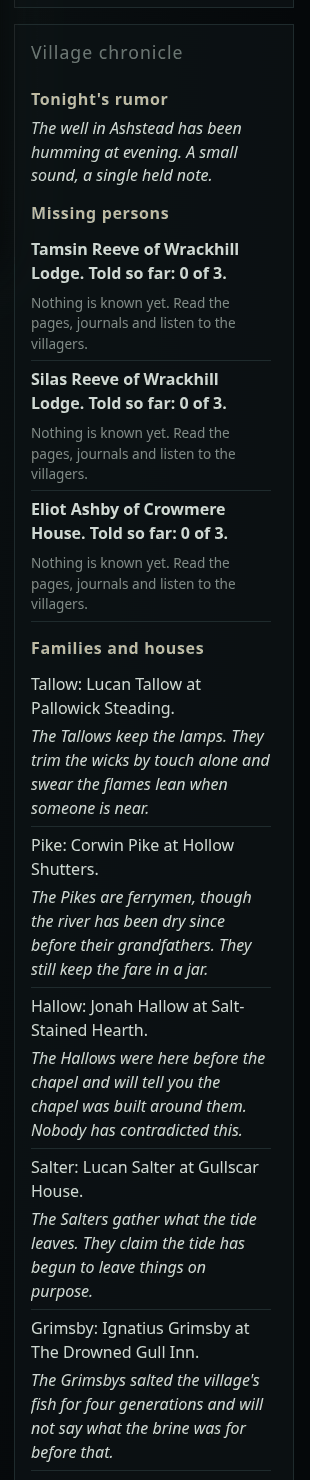 Village chronicle
Tonight's rumor
The well in Ashstead has been
humming at evening. A small
sound, a single held note.
Missing persons
Tamsin Reeve of Wrackhill
Lodge. Told so far: 0 of 3.
Nothing is known yet. Read the
pages, journals and listen to the
villagers.
Silas Reeve of Wrackhill
Lodge. Told so far: 0 of 3.
Nothing is known yet. Read the
pages, journals and listen to the
villagers.
Eliot Ashby of Crowmere
House. Told so far: 0 of 3.
Nothing is known yet. Read the
pages, journals and listen to the
villagers.
Families and houses
Tallow: Lucan Tallow at
Pallowick Steading.
The Tallows keep the lamps. They
trim the wicks by touch alone and
swear the flames lean when
someone is near.
Pike: Corwin Pike at Hollow
Shutters.
The Pikes are ferrymen, though
the river has been dry since
before their grandfathers. They
still keep the fare in a jar.
Hallow: Jonah Hallow at Salt-
Stained Hearth.
The Hallows were here before the
chapel and will tell you the
chapel was built around them.
Nobody has contradicted this.
Salter: Lucan Salter at Gullscar
House.
The Salters gather what the tide
leaves. They claim the tide has
begun to leave things on
purpose.
Grimsby: Ignatius Grimsby at
The Drowned Gull Inn.
The Grimsbys salted the village's
fish for four generations and will
not say what the brine was for
before that.